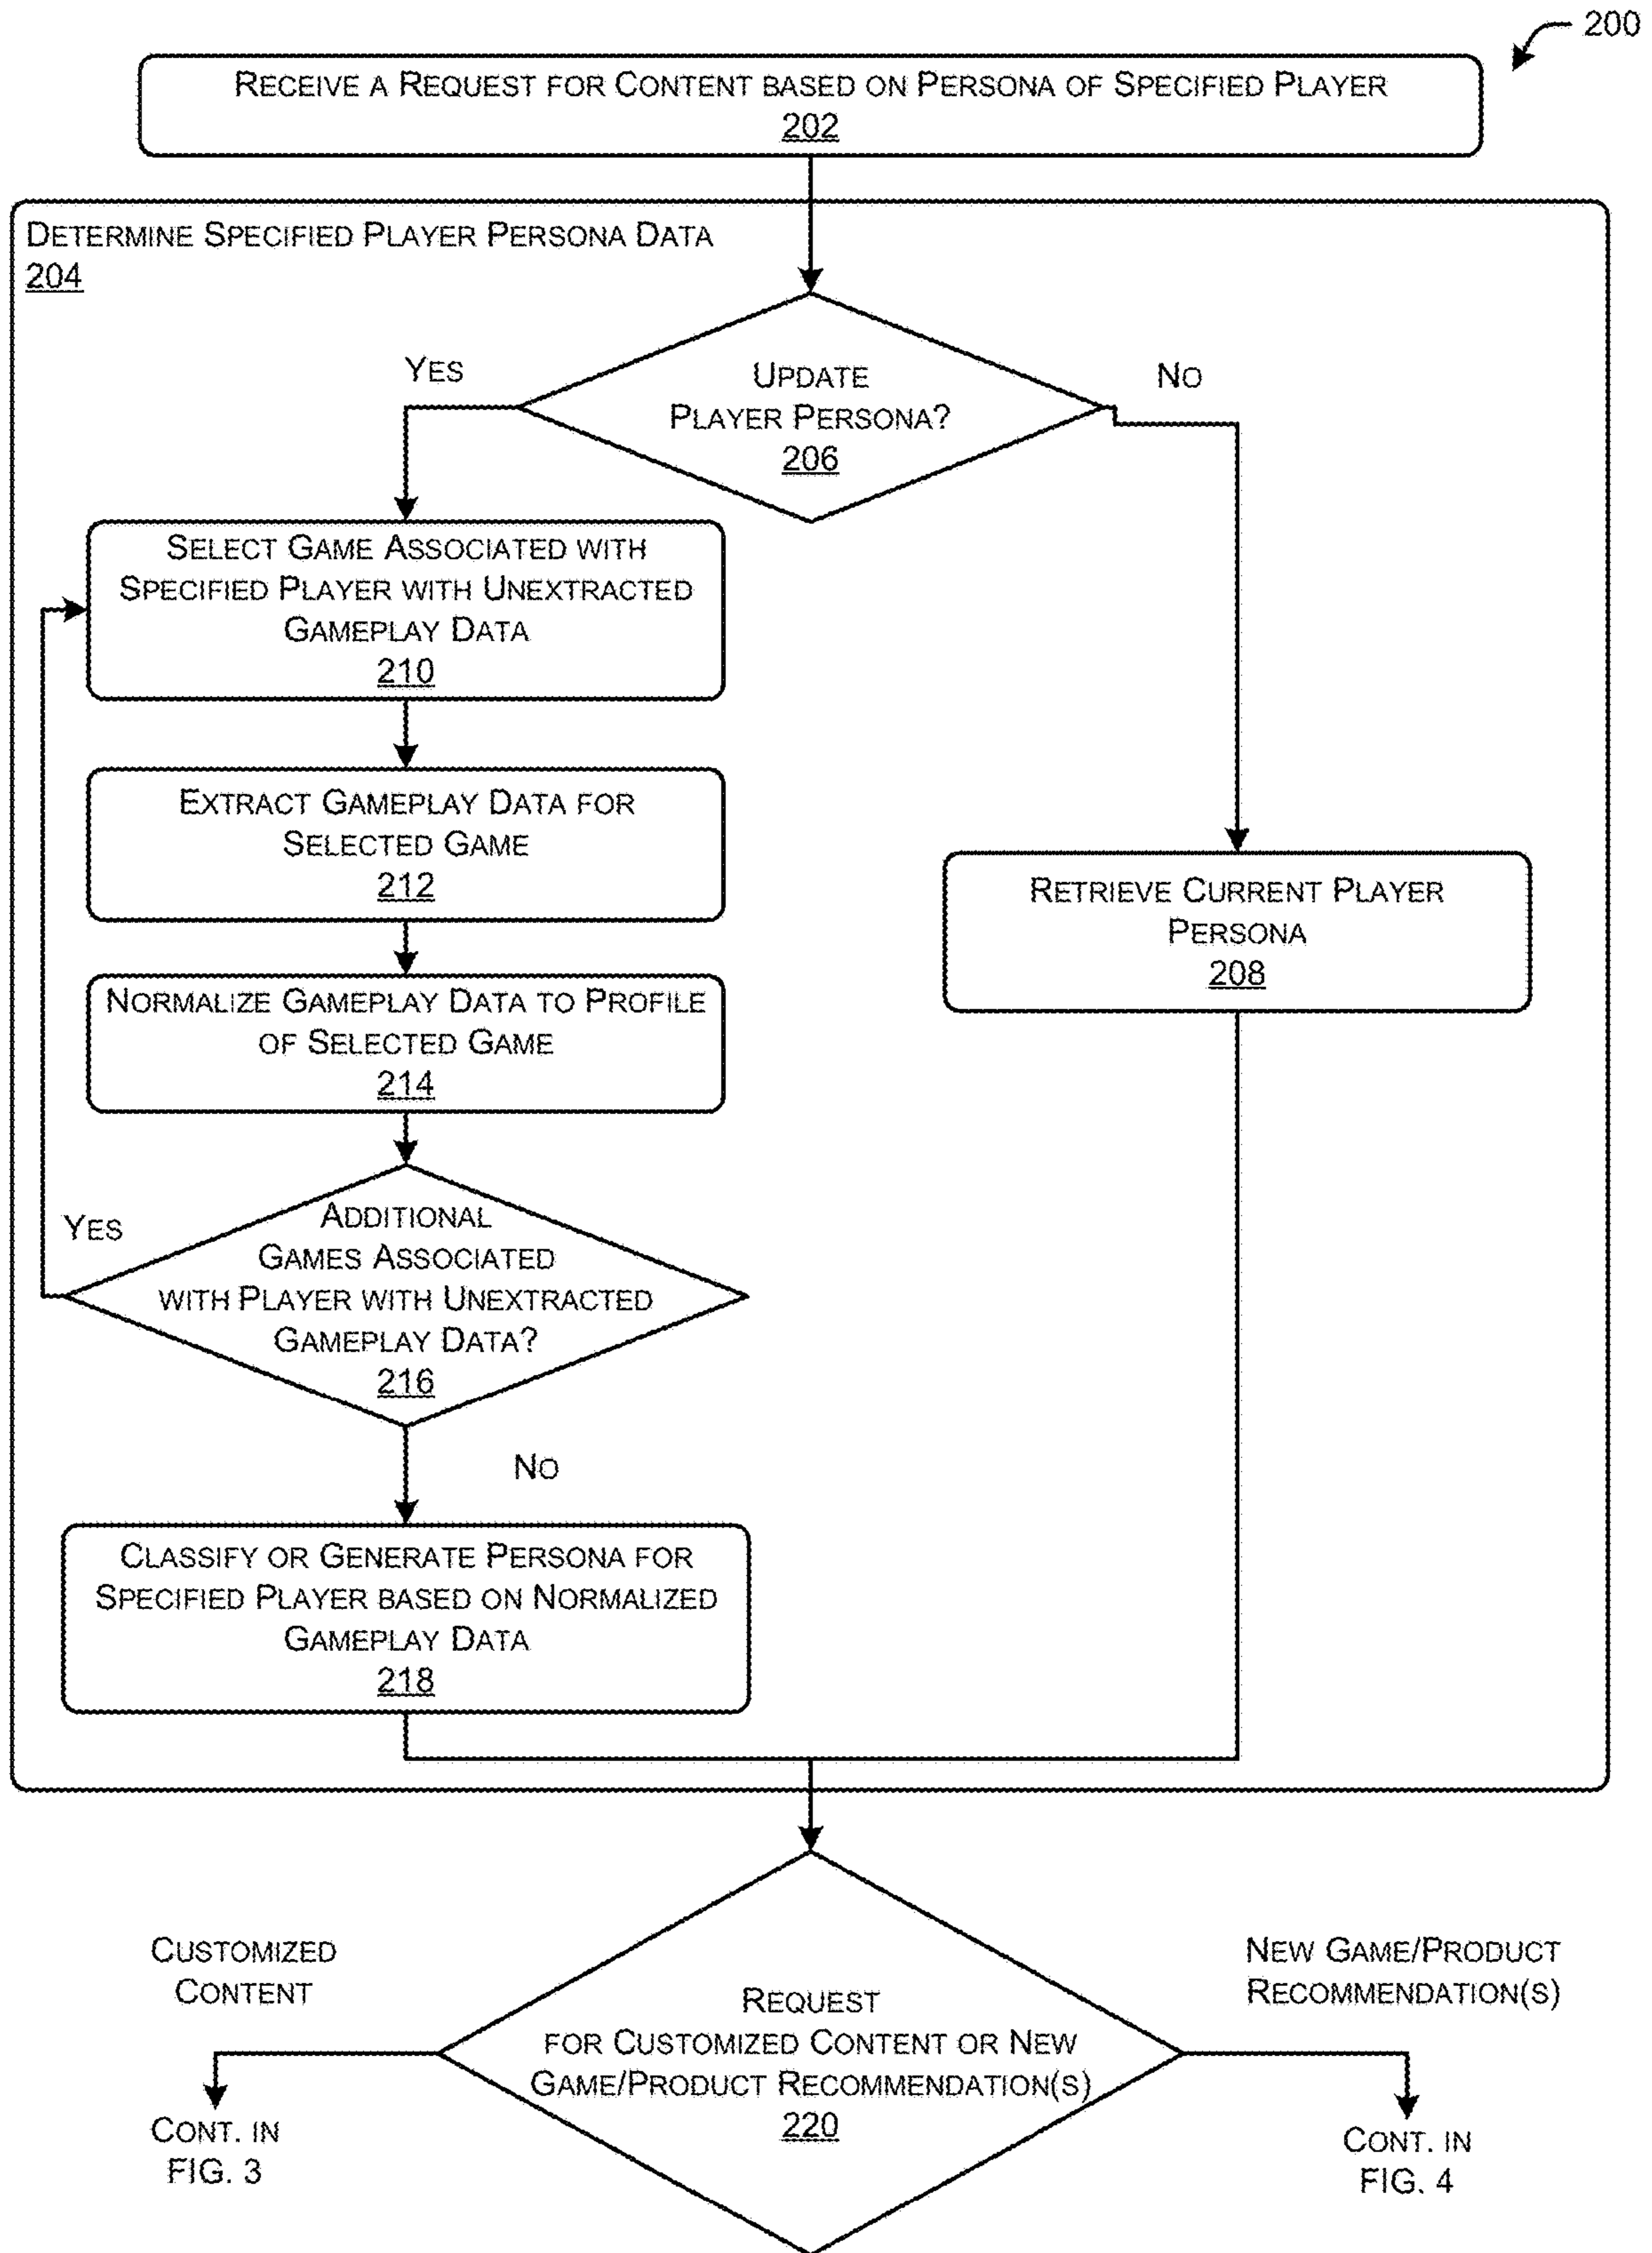 200
RECEIVE A REQUEST FOR CONTENT BASED ON PERSONA OF SPECIFIED PLAYER
202
DETERMINE SPECIFIED PLAYER PERSONA DATA
204
YES
UPDATE
PLAYER PERSONA?
206
NO
SELECT GAME ASSOCIATED WITH
SPECIFIED PLAYER WITH UNEXTRACTED
GAMEPLAY DATA
210
EXTRACT GAMEPLAY DATA FOR
SELECTED GAME
212
RETRIEVE CURRENT PLAYER
PERSONA
208
NORMALIZE GAMEPLAY DATA TO PROFILE
OF SELECTED GAME
214
YES
ADDITIONAL
GAMES ASSOCIATED
WITH PLAYER WITH UNEXTRACTED
GAMEPLAY DATA?
216
NO
CLASSIFY OR GENERATE PERSONA FOR
SPECIFIED PLAYER BASED ON NORMALIZED
GAMEPLAY DATA
218
CUSTOMIZED
CONTENT
NEW GAME/PRODUCT
RECOMMENDATION(S)
REQUEST
FOR CUSTOMIZED CONTENT OR NEW
GAME/PRODUCT RECOMMENDATION(S)
220
CONT. IN
FIG. 3
CONT. IN
FIG. 4